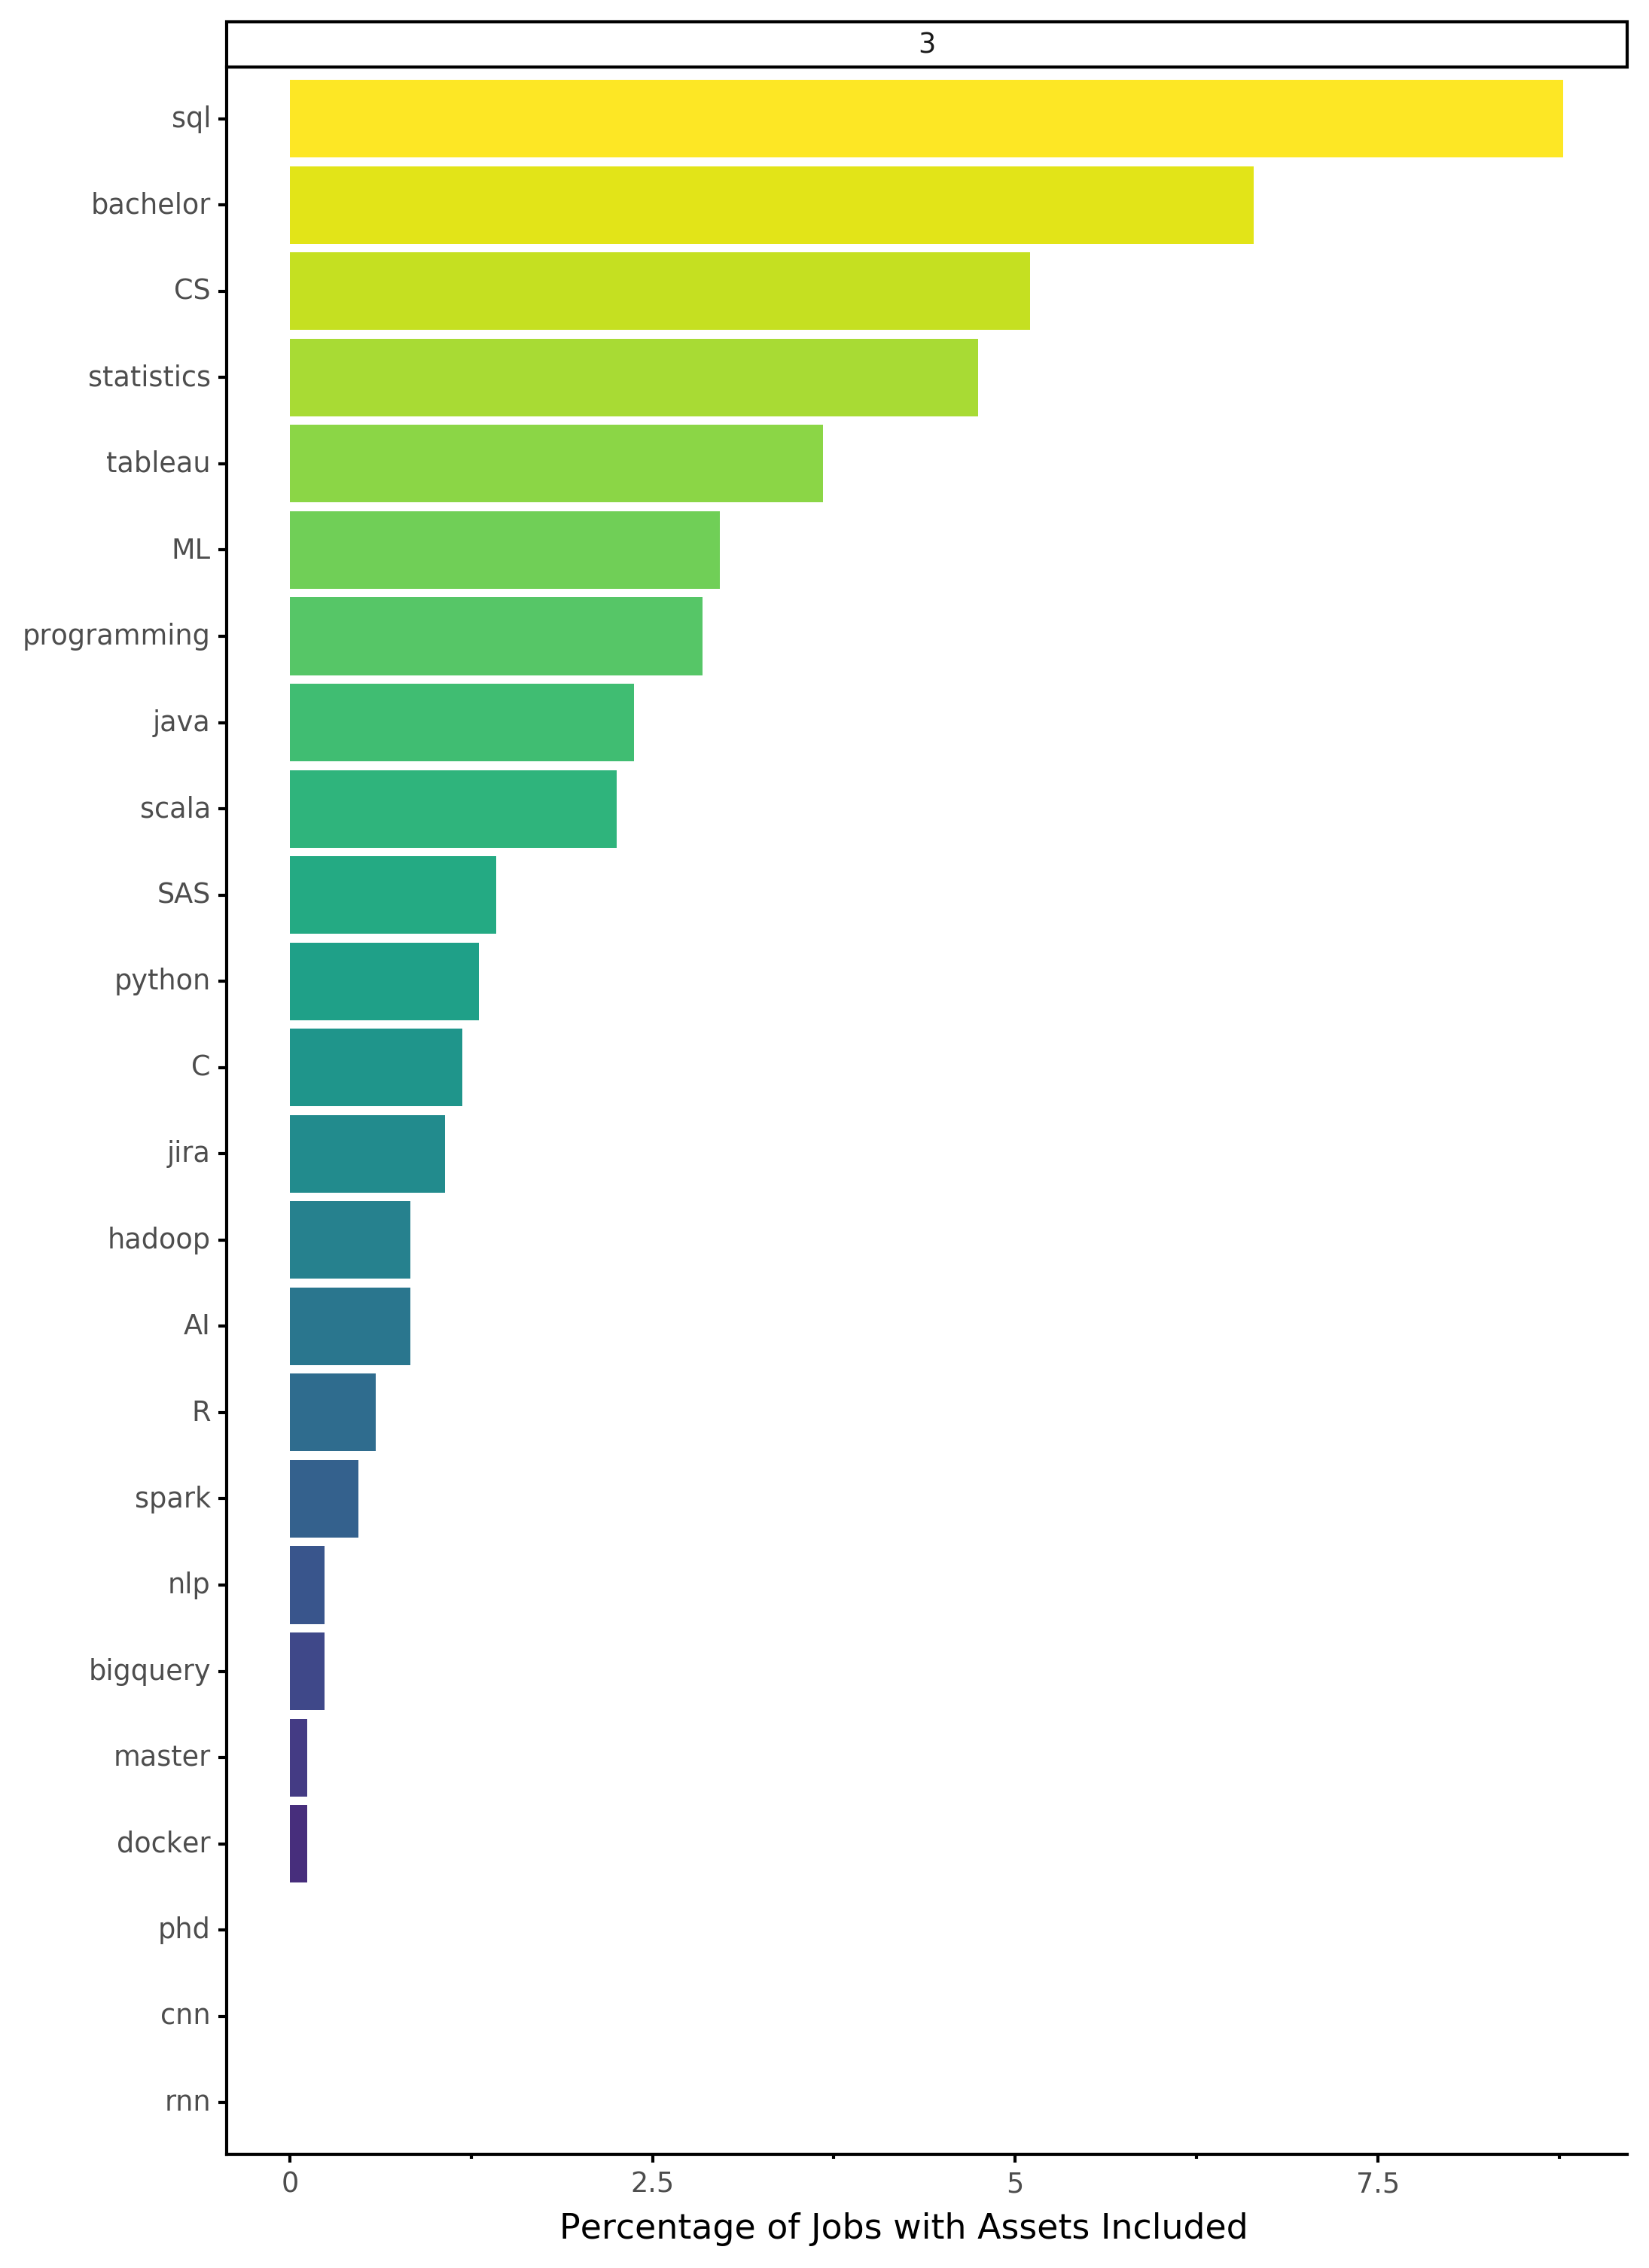 3
sql
bachelor
CS
statistics
tableau
ML
programming
java
scala
SAS
python
C
jira
hadoop
AI
R
spark
nlp
bigquery
master
docker
phd
cnn
rnn
0 2.5 5 7.5
Percentage of Jobs with Assets Included